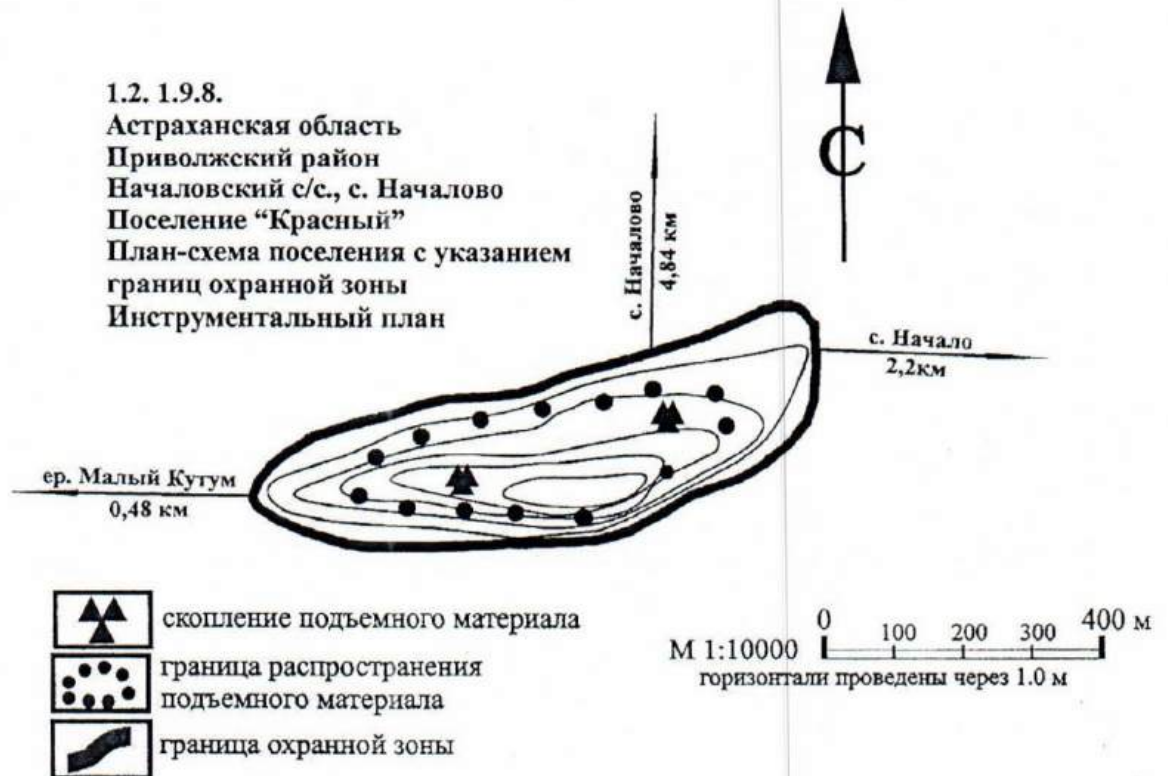 1.2. 1.9.8.
Астраханская область
Приволжский район
Началовский с/с., с. Началово
Поселение “Красный”
План-схема поселения с указанием
границ охранной зоны
Инструментальный план
С
с. Началово
4,84 км
с. Начало
2,2км
ер. Малый Кутум
0,48 км
скопление подъемного материала
граница распространения
подъемного материала
граница охранной зоны
М 1:10000
0 100 200 300 400 м
горизонтали проведены через 1.0 м